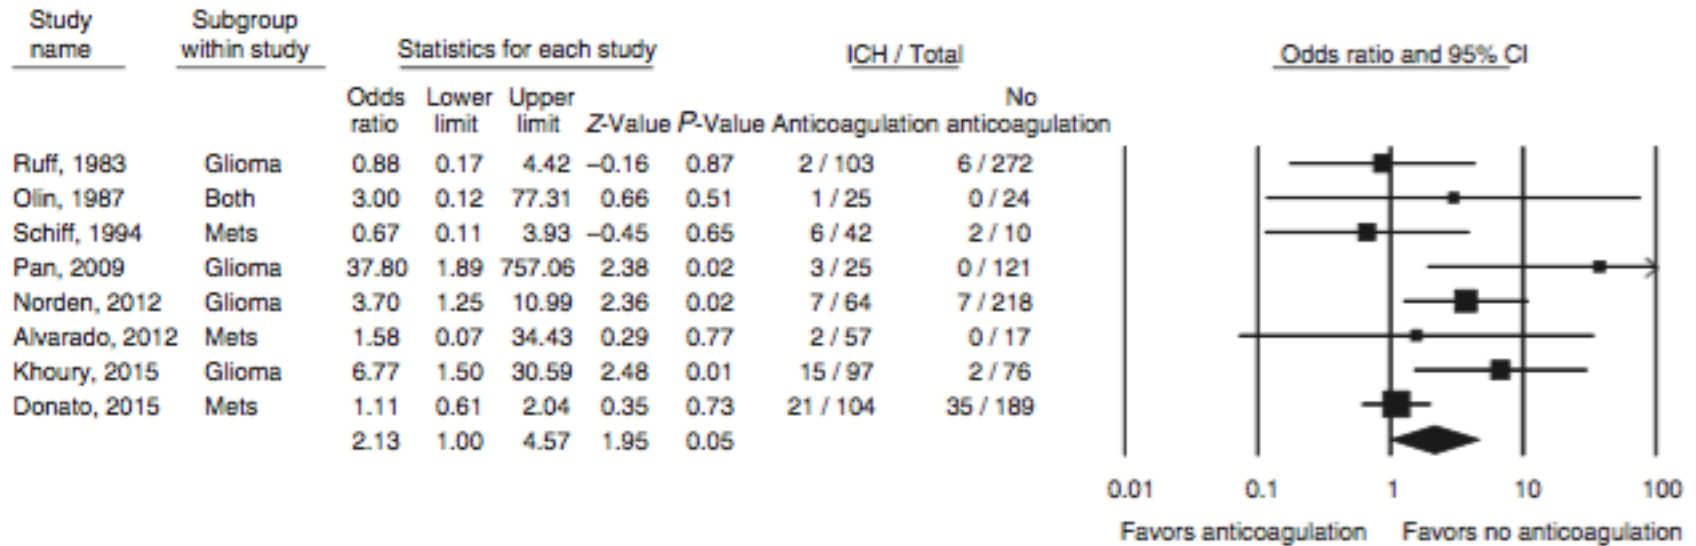 Study name Subgroup within study Statistics for each study ICH / Total Odds ratio and 95% CI
Odds ratio Lower limit Upper limit Z-Value P-Value Anticoagulation No anticoagulation
Ruff, 1983 Glioma 0.88 0.17 4.42 –0.16 0.87 2 / 103 6 / 272
Olin, 1987 Both 3.00 0.12 77.31 0.66 0.51 1 / 25 0 / 24
Schiff, 1994 Mets 0.67 0.11 3.93 –0.45 0.65 6 / 42 2 / 10
Pan, 2009 Glioma 37.80 1.89 757.06 2.38 0.02 3 / 25 0 / 121
Norden, 2012 Glioma 3.70 1.25 10.99 2.36 0.02 7 / 64 7 / 218
Alvarado, 2012 Mets 1.58 0.07 34.43 0.29 0.77 2 / 57 0 / 17
Khoury, 2015 Glioma 6.77 1.50 30.59 2.48 0.01 15 / 97 2 / 76
Donato, 2015 Mets 1.11 0.61 2.04 0.35 0.73 21 / 104 35 / 189
2.13 1.00 4.57 1.95 0.05
0.01 0.1 1 10 100
Favors anticoagulation Favors no anticoagulation